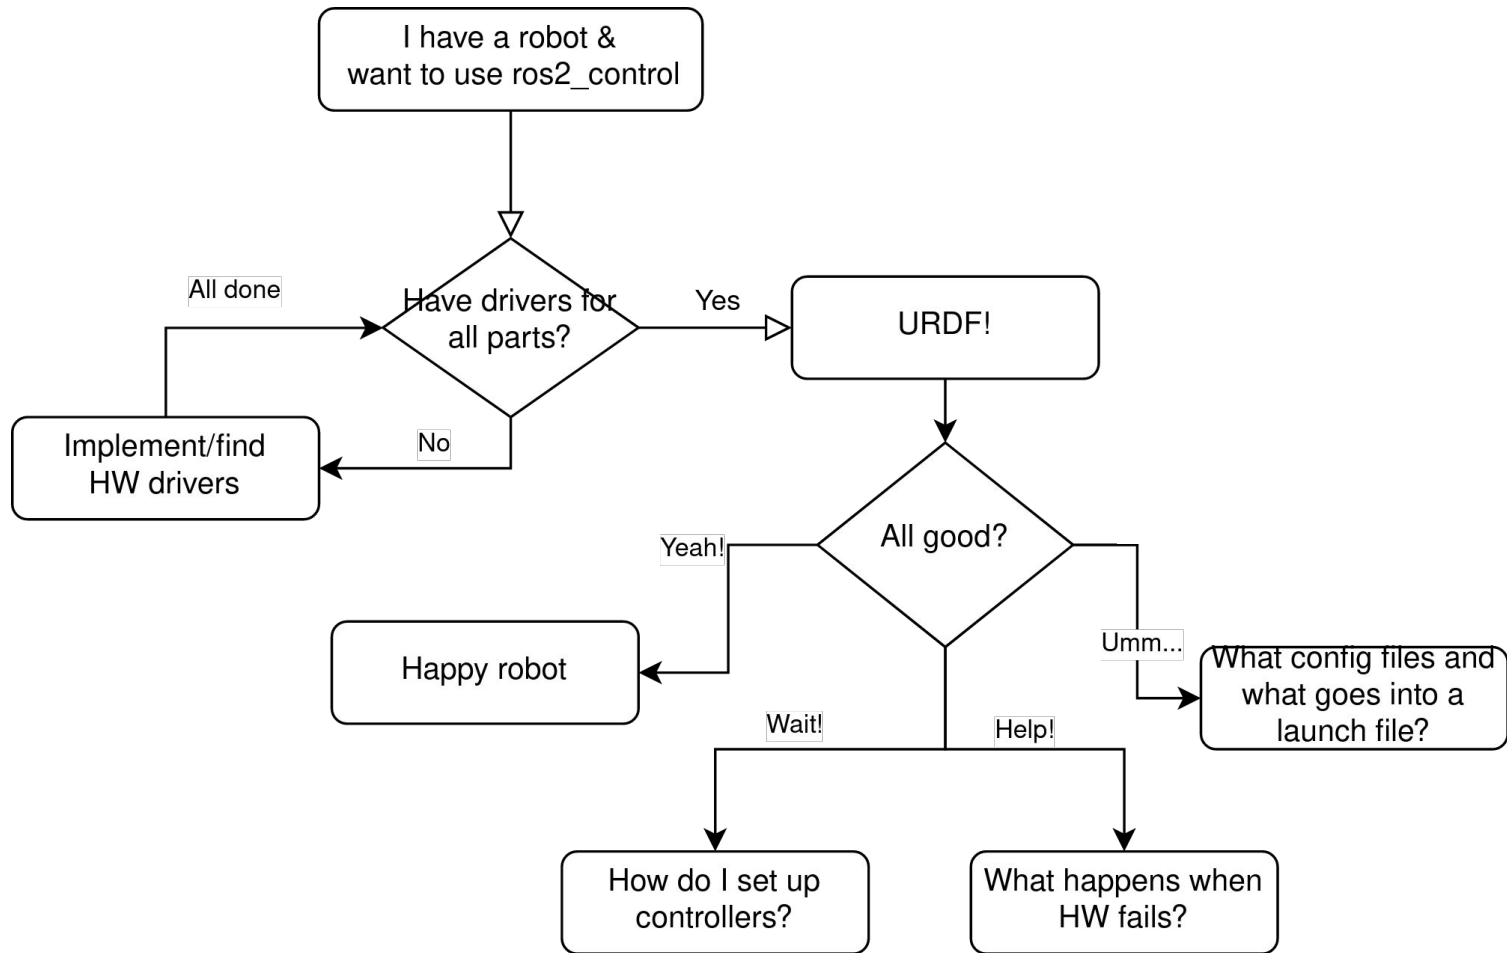 I have a robot &
want to use ros2_control
All done
Have drivers for
all parts?
Yes
URDF!
Implement/find
HW drivers
No
All good?
Yeah!
Happy robot
Umm...
What config files and
what goes into a
launch file?
Wait!
Help!
How do I set up
controllers?
What happens when
HW fails?